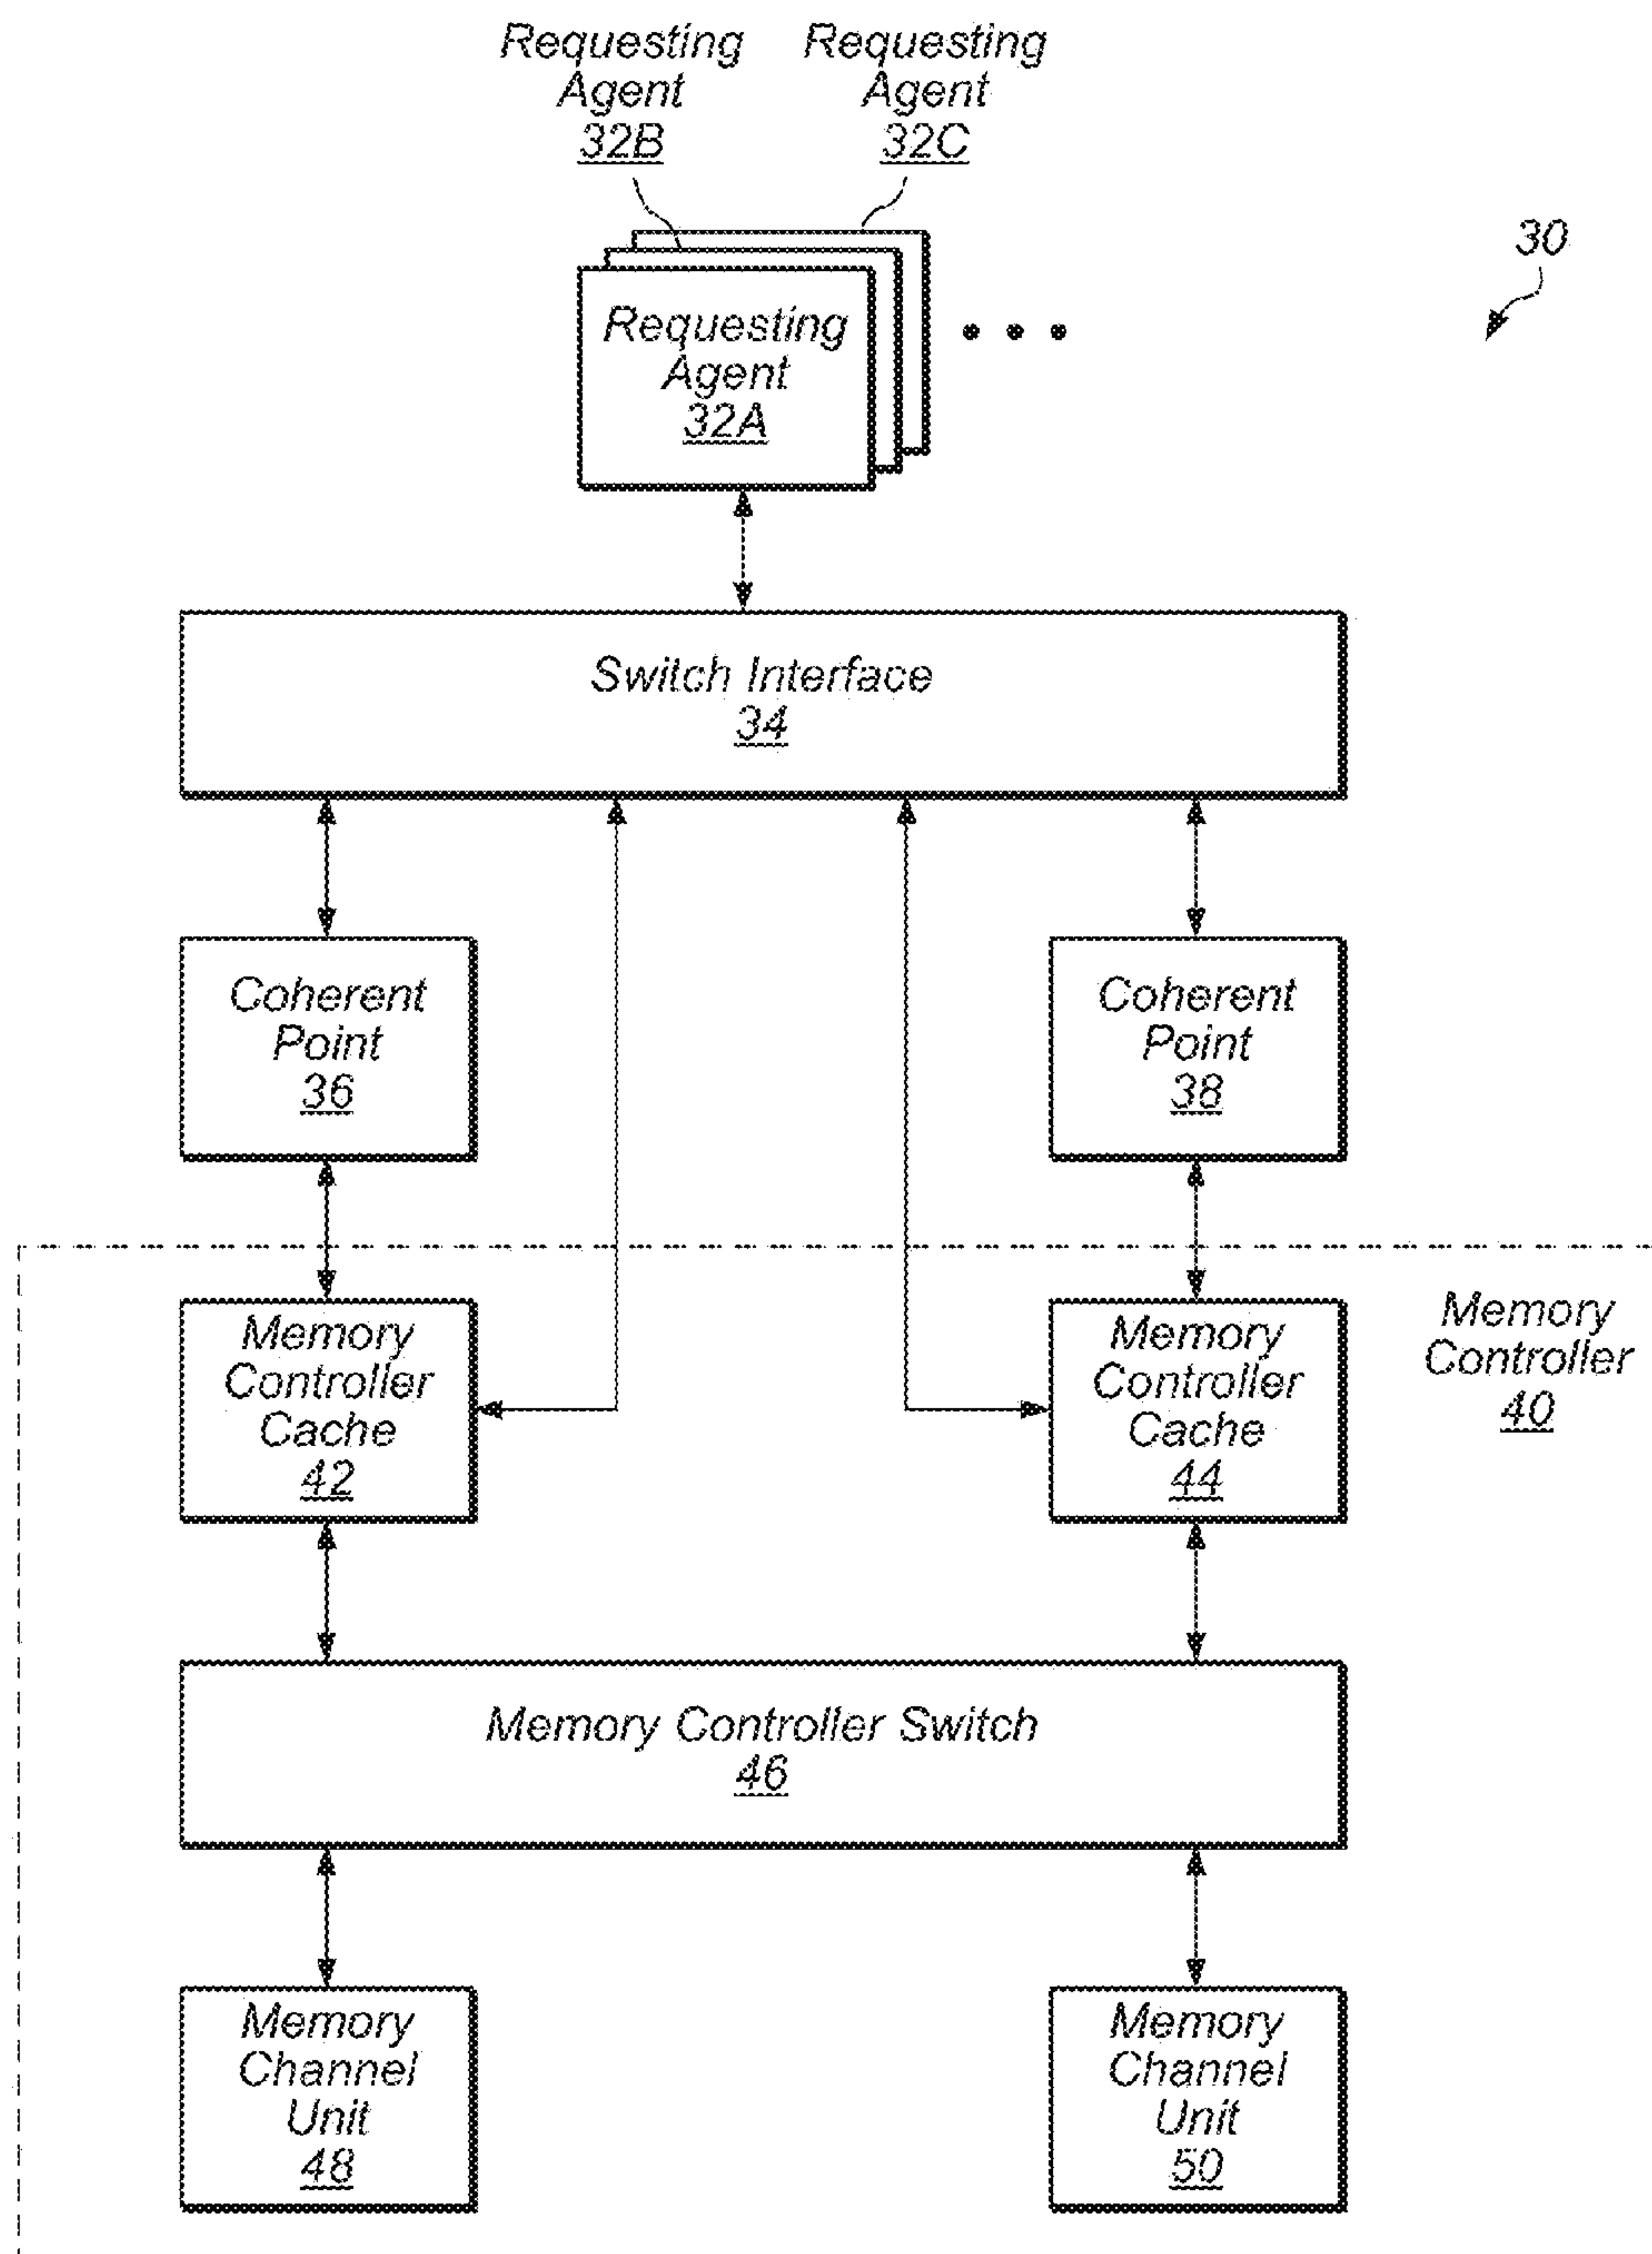 Requesting
Agent
32B
Requesting
Agent
32C
30
Requesting
Agent
32A
Switch Interface
34
Coherent
Point
36
Coherent
Point
38
Memory
Controller
40
Memory
Controller
Cache
42
Memory
Controller
Cache
44
Memory Controller Switch
46
Memory
Channel
Unit
48
Memory
Channel
Unit
50